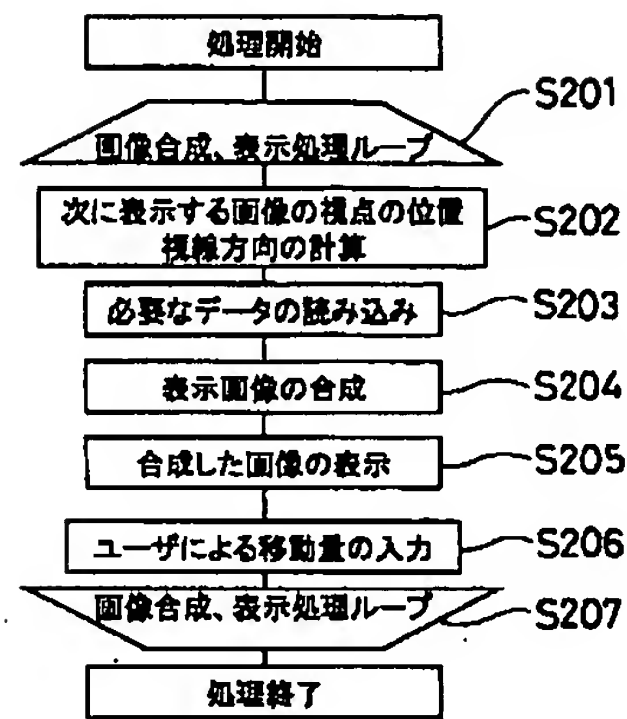 処理開始
S201
画像合成、表示処理ループ
次に表示する画像の視点の位置
視線方向の計算
S202
必要なデータの読み込み
S203
表示画像の合成
S204
合成した画像の表示
S205
ユーザによる移動量の入力
S206
画像合成、表示処理ループ
S207
処理終了